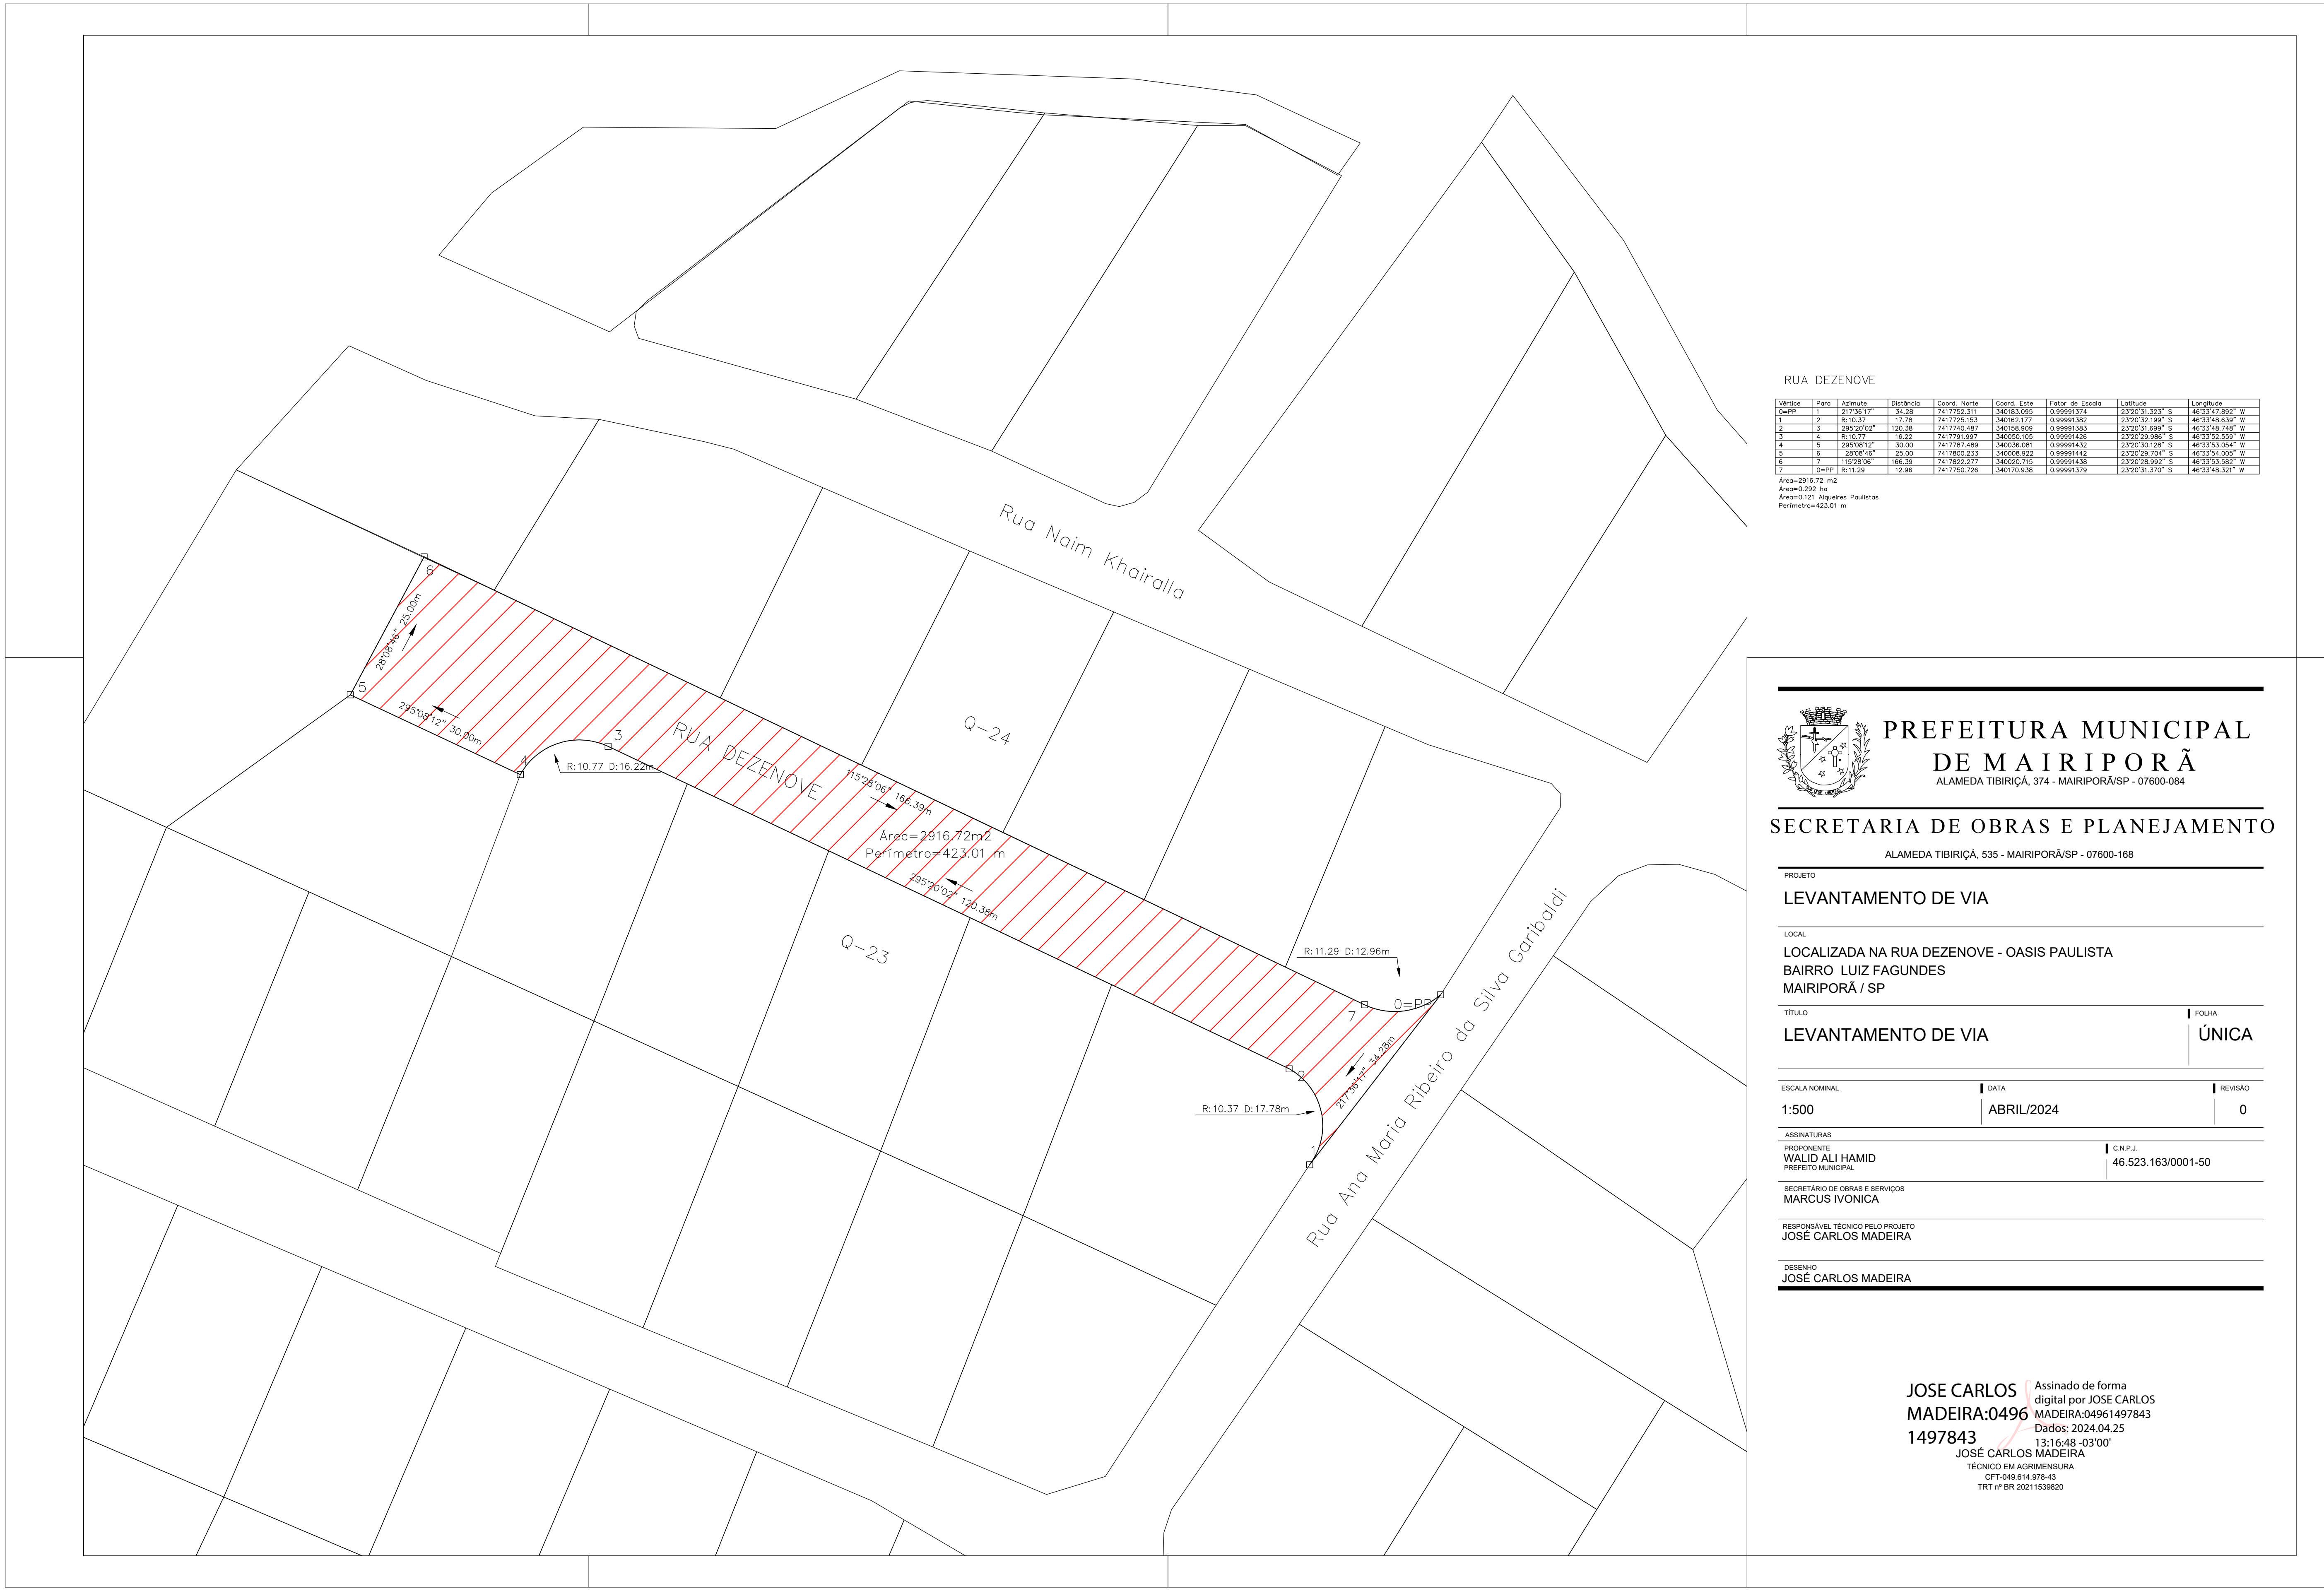 Rua Naim Khairalla
6
28°08'46" 25.00m
5
295°08'12" 30.00m
4
3
R:10.77 D:16.22m
RUA DEZENOVE
Q-24
115°28'06" 166.39m
Área=2916.72m2
Perímetro=423.01 m
295°20'02" 120.38m
Q-23
R:11.29 D:12.96m
0=PP
7
2
217°36'17" 34.28m
R:10.37 D:17.78m
1
Rua Ana Maria Ribeiro da Silva Garibaldi
RUA DEZENOVE
Vértice Para Azimute Distância Coord. Norte Coord. Este Fator de Escala Latitude Longitude
0=PP 1 217°36'17" 34.28 7417752.311 340183.095 0.99991374 23°20'31.323" S 46°33'47.892" W
1 2 R:10.37 17.78 7417725.153 340162.177 0.99991382 23°20'32.199" S 46°33'48.639" W
2 3 295°20'02" 120.38 7417740.487 340158.909 0.99991383 23°20'31.699" S 46°33'48.748" W
3 4 R:10.77 16.22 7417791.997 340050.105 0.99991426 23°20'29.986" S 46°33'52.559" W
4 5 295°08'12" 30.00 7417787.489 340036.081 0.99991432 23°20'30.128" S 46°33'53.054" W
5 6 28°08'46" 25.00 7417800.233 340008.922 0.99991442 23°20'29.704" S 46°33'54.005" W
6 7 115°28'06" 166.39 7417822.277 340020.715 0.99991438 23°20'28.992" S 46°33'53.582" W
7 0=PP R:11.29 12.96 7417750.726 340170.938 0.99991379 23°20'31.370" S 46°33'48.321" W
Área=2916.72 m2
Área=0.292 ha
Área=0.121 Alqueires Paulistas
Perímetro=423.01 m
PREFEITURA MUNICIPAL
DE MAIRIPORÃ
ALAMEDA TIBIRIÇÁ, 374 - MAIRIPORÃ/SP - 07600-084
SECRETARIA DE OBRAS E PLANEJAMENTO
ALAMEDA TIBIRIÇÁ, 535 - MAIRIPORÃ/SP - 07600-168
PROJETO
LEVANTAMENTO DE VIA
LOCAL
LOCALIZADA NA RUA DEZENOVE - OASIS PAULISTA
BAIRRO LUIZ FAGUNDES
MAIRIPORÃ / SP
TÍTULO FOLHA
LEVANTAMENTO DE VIA ÚNICA
ESCALA NOMINAL DATA REVISÃO
1:500 ABRIL/2024 0
ASSINATURAS
PROPONENTE C.N.P.J.
WALID ALI HAMID 46.523.163/0001-50
PREFEITO MUNICIPAL
SECRETÁRIO DE OBRAS E SERVIÇOS
MARCUS IVONICA
RESPONSÁVEL TÉCNICO PELO PROJETO
JOSÉ CARLOS MADEIRA
DESENHO
JOSÉ CARLOS MADEIRA
JOSE CARLOS
MADEIRA:0496
1497843
Assinado de forma
digital por JOSE CARLOS
MADEIRA:04961497843
Dados: 2024.04.25
13:16:48 -03'00'
JOSÉ CARLOS MADEIRA
TÉCNICO EM AGRIMENSURA
CFT-049.614.978-43
TRT nº BR 20211539820